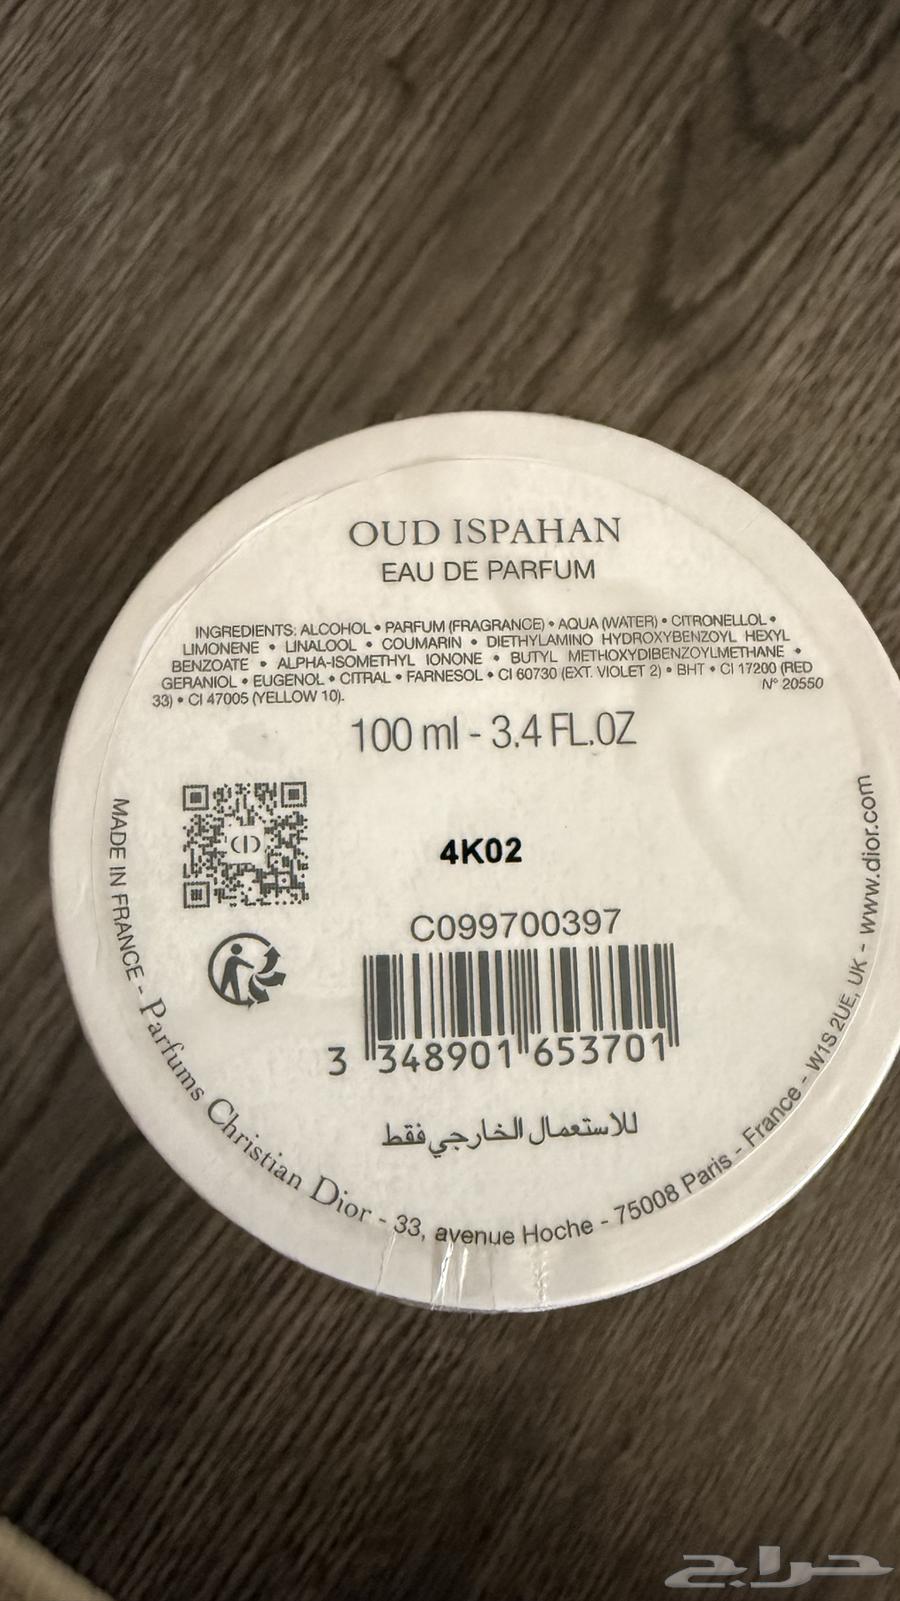 OUD ISPAHAN
EAU DE PARFUM
INGREDIENTS: ALCOHOL • PARFUM (FRAGRANCE) • AQUA (WATER) • CITRONELLOL •
LIMONENE • LINALOOL • COUMARIN • DIETHYLAMINO HYDROXYBENZOYL HEXYL
BENZOATE • ALPHA-ISOMETHYL IONONE • BUTYL METHOXYDIBENZOYLMETHANE •
GERANIOL • EUGENOL • CITRAL • FARNESOL • CI 60730 (EXT. VIOLET 2) • BHT • CI 17200 (RED
33) • CI 47005 (YELLOW 10). N° 20550
100 ml - 3.4 FL.OZ
CD
4K02
C099700397
3 348901 653701
للاستعمال الخارجي فقط
MADE IN FRANCE - Parfums Christian Dior - 33, avenue Hoche - 75008 Paris - France - W1S 2UE, UK - www.dior.com
حراج